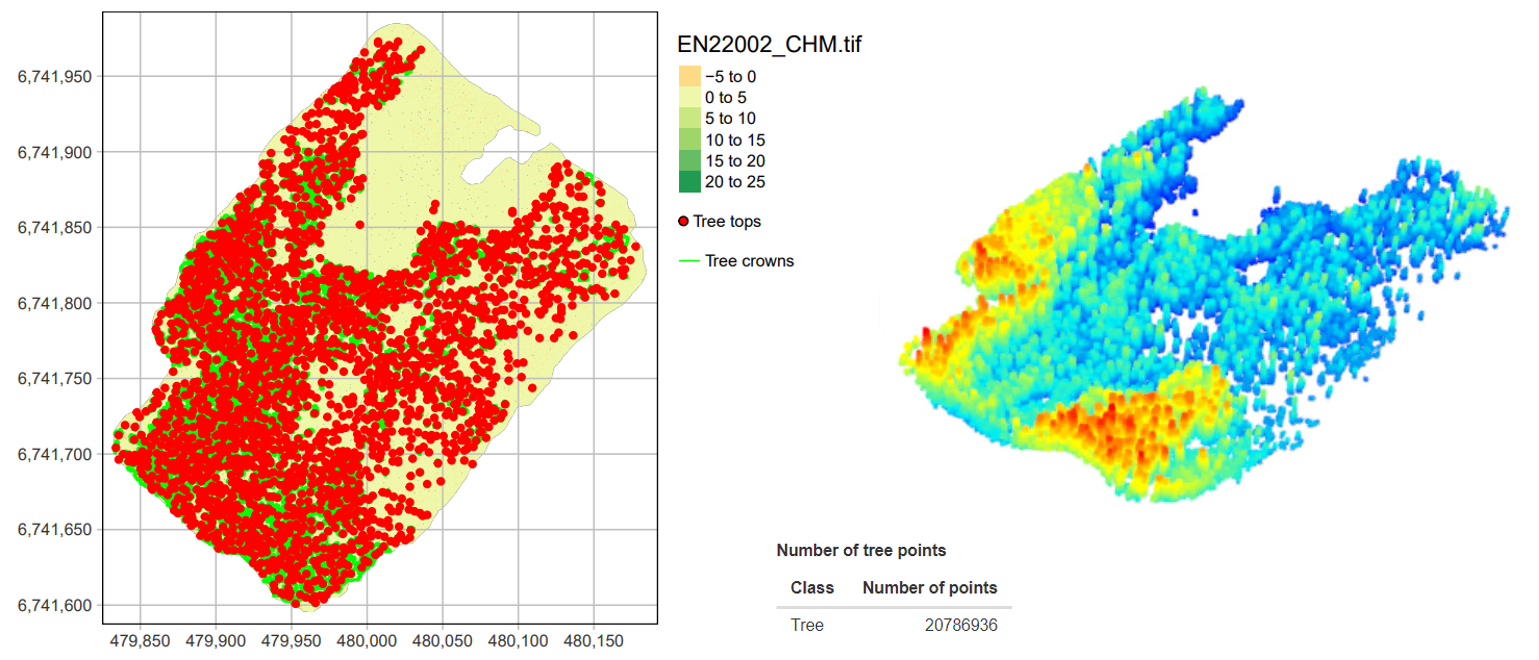 EN22002_CHM.tif
−5 to 0
0 to 5
5 to 10
10 to 15
15 to 20
20 to 25
Tree tops
Tree crowns
6,741,950
6,741,900
6,741,850
6,741,800
6,741,750
6,741,700
6,741,650
6,741,600
479,850 479,900 479,950 480,000 480,050 480,100 480,150
Number of tree points
Class Number of points
Tree 20786936